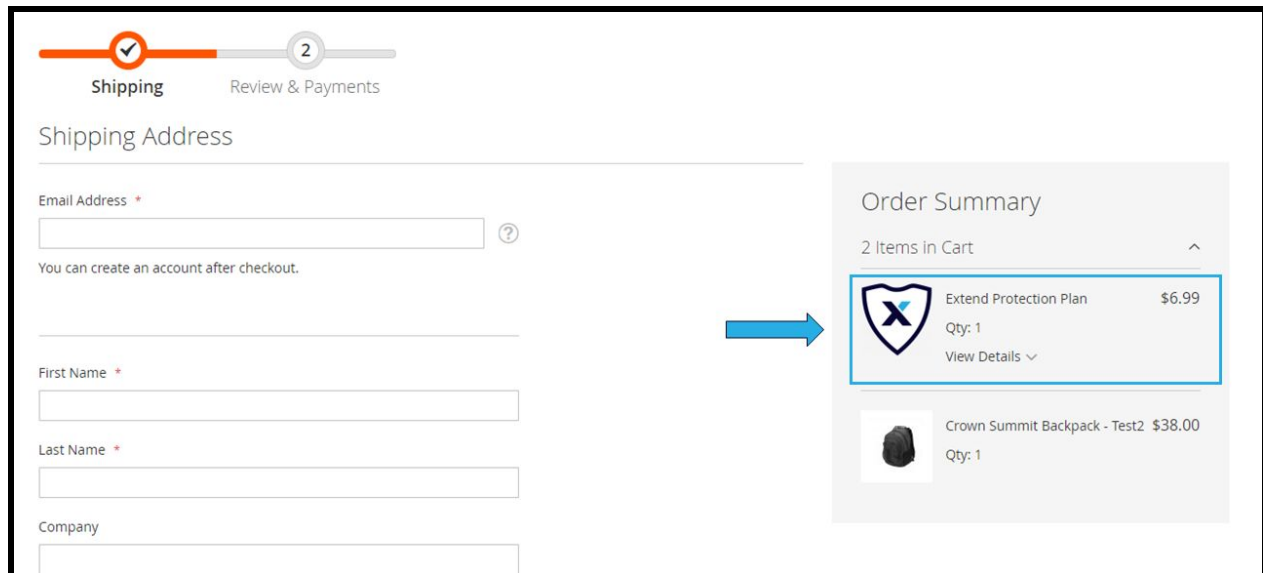 2
Shipping
Review & Payments
Shipping Address
Email Address *
You can create an account after checkout.
First Name *
Last Name *
Company
Order Summary
2 Items in Cart
Extend Protection Plan $6.99
Qty: 1
View Details
Crown Summit Backpack - Test2 $38.00
Qty: 1